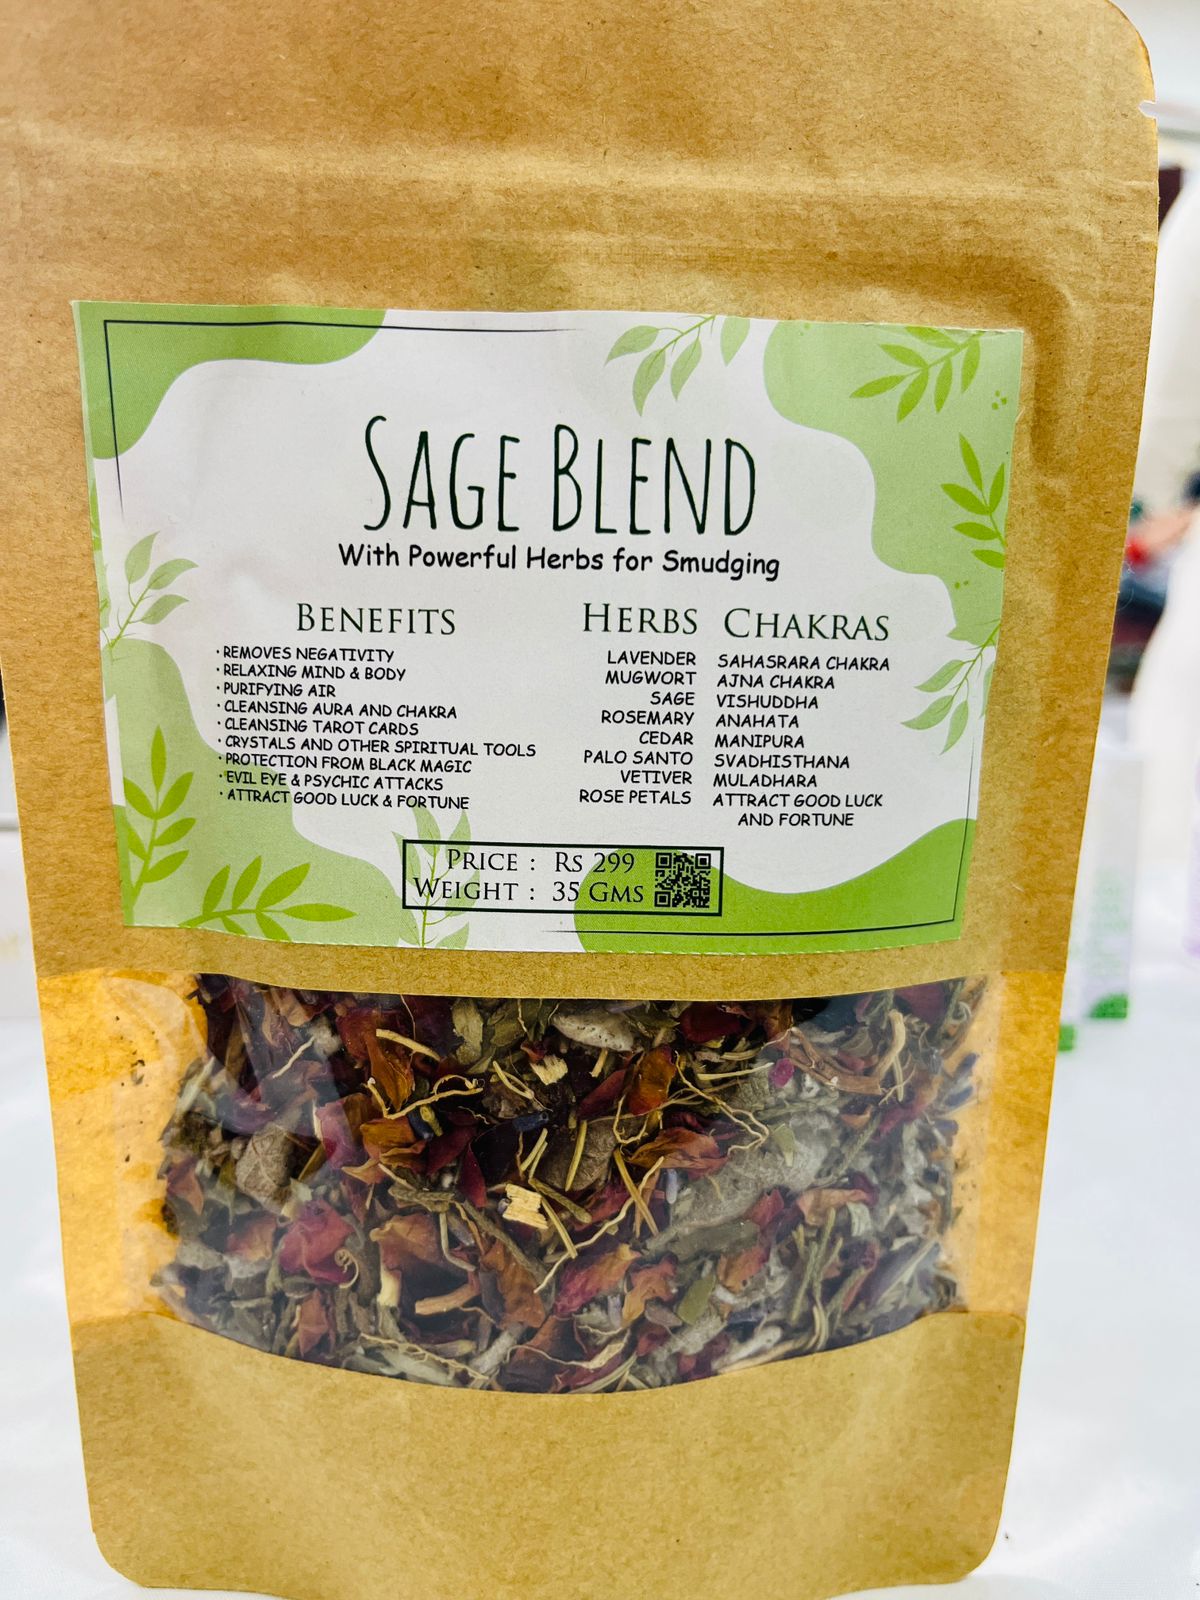 SAGE BLEND
With Powerful Herbs for Smudging
BENEFITS
· REMOVES NEGATIVITY
· RELAXING MIND & BODY
· PURIFYING AIR
· CLEANSING AURA AND CHAKRA
· CLEANSING TAROT CARDS
· CRYSTALS AND OTHER SPIRITUAL TOOLS
· PROTECTION FROM BLACK MAGIC
· EVIL EYE & PSYCHIC ATTACKS
· ATTRACT GOOD LUCK & FORTUNE
HERBS CHAKRAS
LAVENDER SAHASRARA CHAKRA
MUGWORT AJNA CHAKRA
SAGE VISHUDDHA
ROSEMARY ANAHATA
CEDAR MANIPURA
PALO SANTO SVADHISTHANA
VETIVER MULADHARA
ROSE PETALS ATTRACT GOOD LUCK
AND FORTUNE
PRICE : RS 299
WEIGHT : 35 GMS